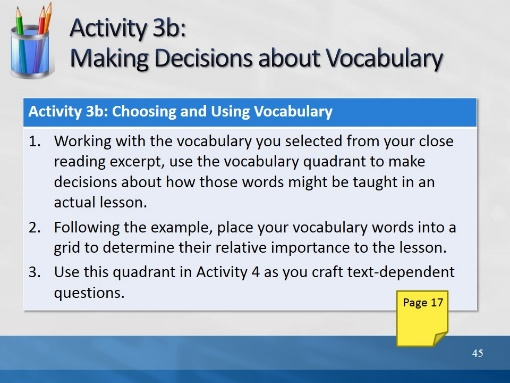 Activity 3b:
Making Decisions about Vocabulary
Activity 3b: Choosing and Using Vocabulary
1. Working with the vocabulary you selected from your close
reading excerpt, use the vocabulary quadrant to make
decisions about how those words might be taught in an
actual lesson.
2. Following the example, place your vocabulary words into a
grid to determine their relative importance to the lesson.
3. Use this quadrant in Activity 4 as you craft text-dependent
questions.
Page 17
45